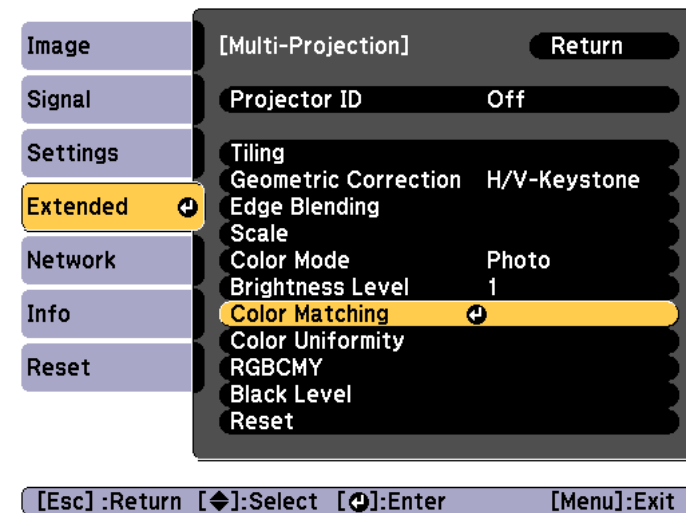 Image
Signal
Settings
Extended
Network
Info
Reset
[Multi-Projection] Return
Projector ID Off
Tiling
Geometric Correction H/V-Keystone
Edge Blending
Scale
Color Mode Photo
Brightness Level 1
Color Matching
Color Uniformity
RGBCMY
Black Level
Reset
[Esc] :Return [◆]:Select [⏎]:Enter [Menu]:Exit